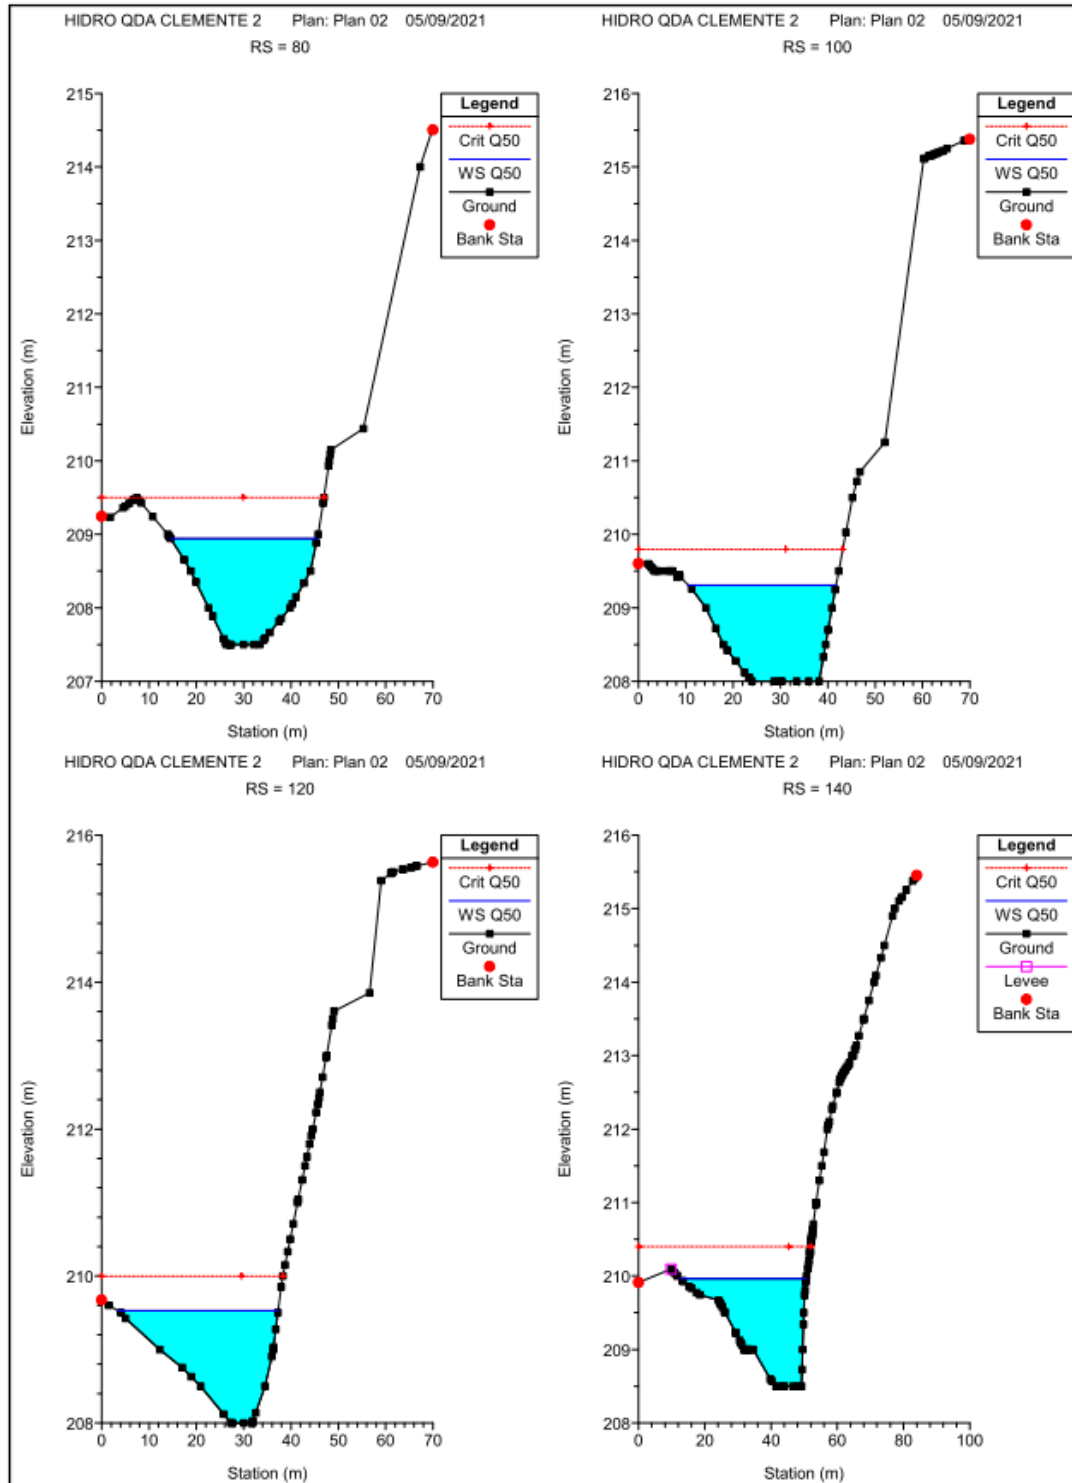 HIDRO QDA CLEMENTE 2 Plan: Plan 02 05/09/2021
RS = 80
215
214
213
212
211
210
209
208
207
Elevation (m)
0 10 20 30 40 50 60 70
Station (m)
Legend
Crit Q50
WS Q50
Ground
Bank Sta
HIDRO QDA CLEMENTE 2 Plan: Plan 02 05/09/2021
RS = 100
216
215
214
213
212
211
210
209
208
Elevation (m)
0 10 20 30 40 50 60 70
Station (m)
Legend
Crit Q50
WS Q50
Ground
Bank Sta
HIDRO QDA CLEMENTE 2 Plan: Plan 02 05/09/2021
RS = 120
216
214
212
210
208
Elevation (m)
0 10 20 30 40 50 60 70
Station (m)
Legend
Crit Q50
WS Q50
Ground
Bank Sta
HIDRO QDA CLEMENTE 2 Plan: Plan 02 05/09/2021
RS = 140
216
215
214
213
212
211
210
209
208
Elevation (m)
0 20 40 60 80 100
Station (m)
Legend
Crit Q50
WS Q50
Ground
Levee
Bank Sta